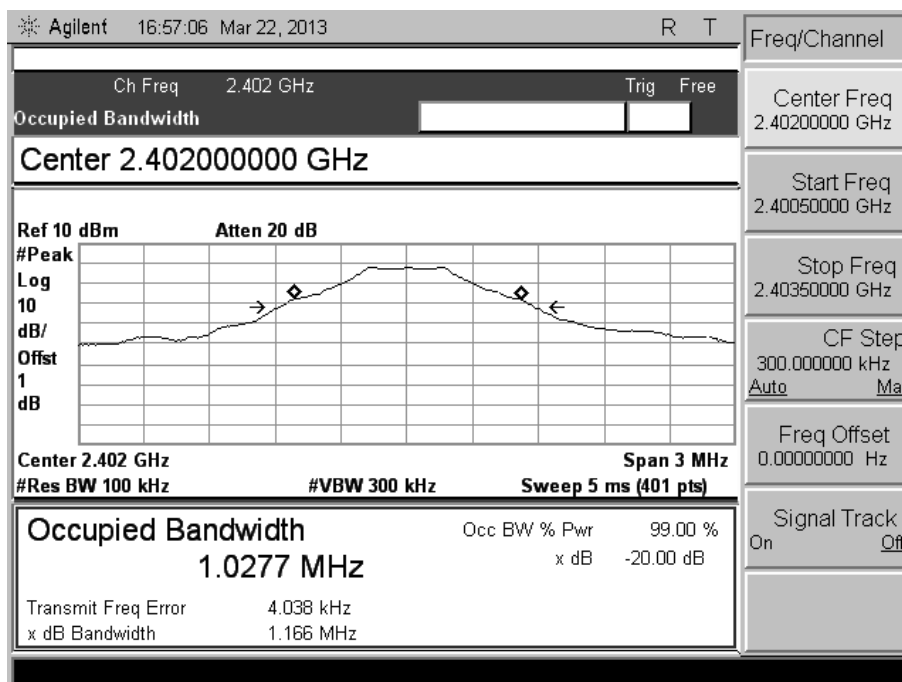 Agilent 16:57:06 Mar 22, 2013 R T
Freq/Channel
Ch Freq 2.402 GHz Trig Free
Occupied Bandwidth
Center 2.402000000 GHz
Ref 10 dBm Atten 20 dB
#Peak
Log
10
dB/
Offst
1
dB
Center 2.402 GHz Span 3 MHz
#Res BW 100 kHz #VBW 300 kHz Sweep 5 ms (401 pts)
Occupied Bandwidth
1.0277 MHz
Occ BW % Pwr 99.00 %
x dB -20.00 dB
Transmit Freq Error 4.038 kHz
x dB Bandwidth 1.166 MHz
Center Freq
2.40200000 GHz
Start Freq
2.40050000 GHz
Stop Freq
2.40350000 GHz
CF Step
300.000000 kHz
Auto Ma
Freq Offset
0.00000000 Hz
Signal Track
On Off